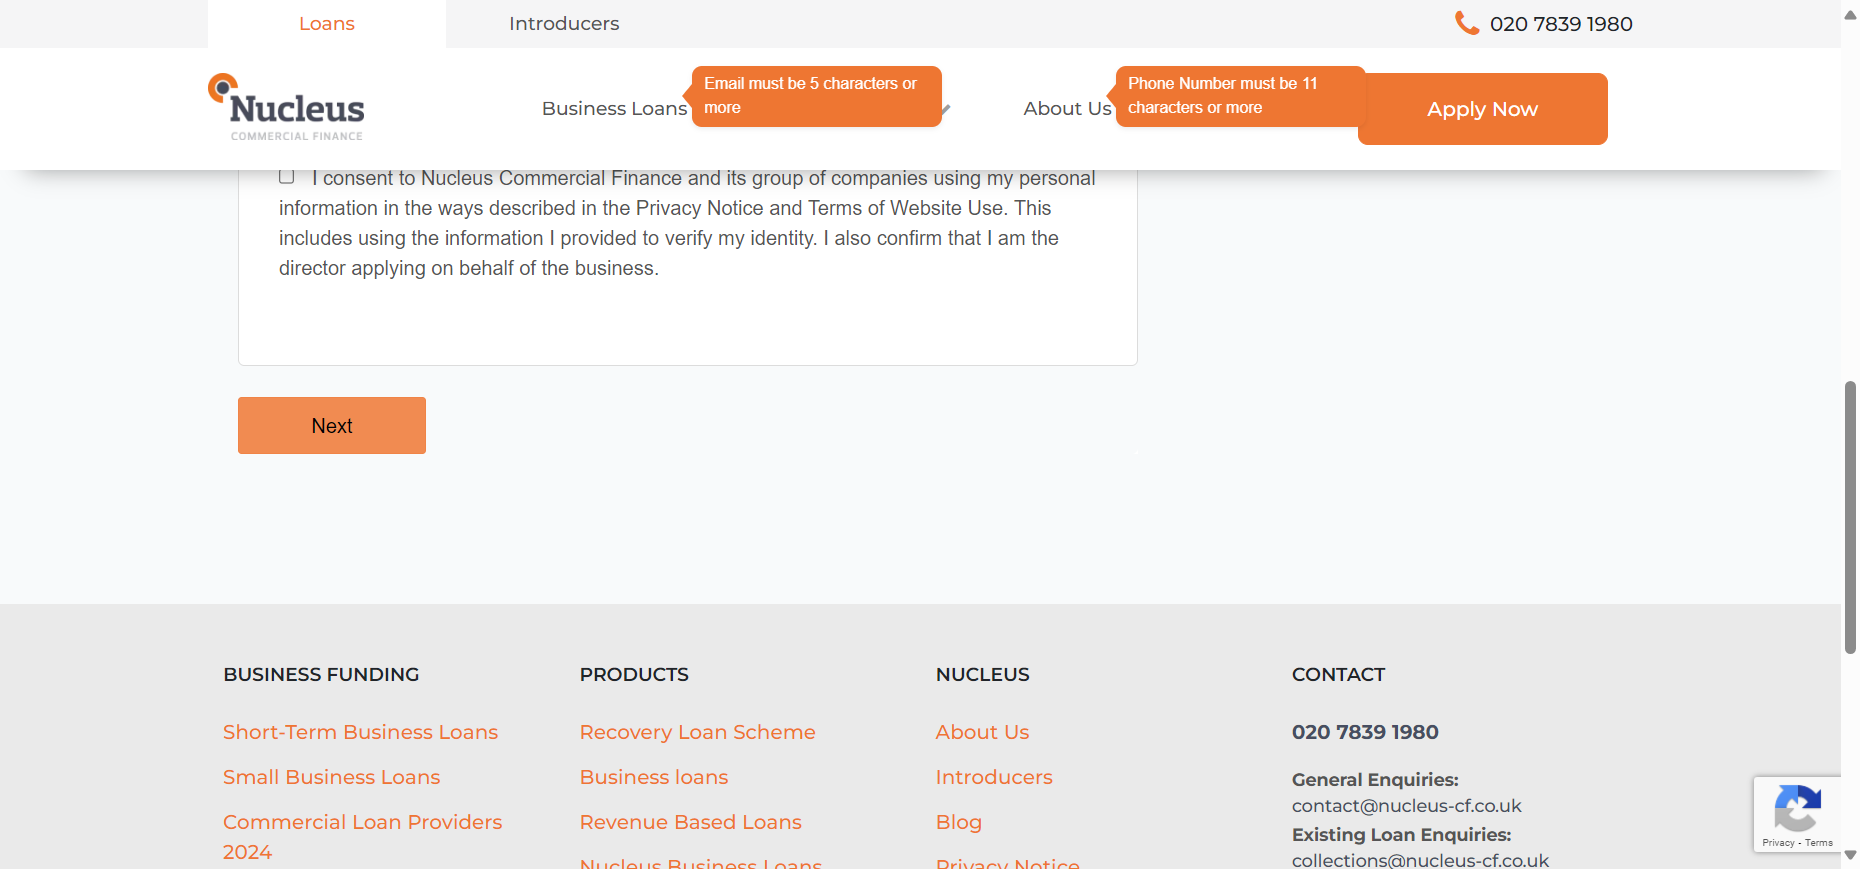 Loans
Introducers
020 7839 1980
Nucleus
COMMERCIAL FINANCE
Business Loans
Email must be 5 characters or
more
About Us
Phone Number must be 11
characters or more
Apply Now
I consent to Nucleus Commercial Finance and its group of companies using my personal
information in the ways described in the Privacy Notice and Terms of Website Use. This
includes using the information I provided to verify my identity. I also confirm that I am the
director applying on behalf of the business.
Next
BUSINESS FUNDING
Short-Term Business Loans
Small Business Loans
Commercial Loan Providers
2024
PRODUCTS
Recovery Loan Scheme
Business loans
Revenue Based Loans
Nucleus Business Loans
NUCLEUS
About Us
Introducers
Blog
Privacy Notice
CONTACT
020 7839 1980
General Enquiries:
contact@nucleus-cf.co.uk
Existing Loan Enquiries:
collections@nucleus-cf.co.uk
Privacy - Terms